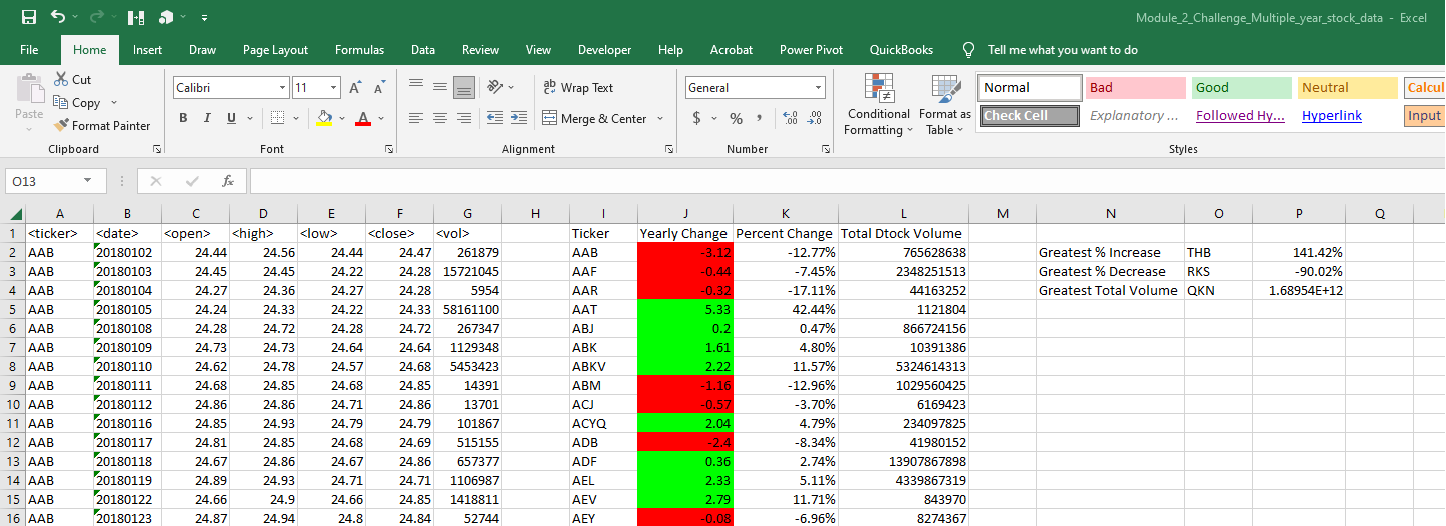 Module_2_Challenge_Multiple_year_stock_data - Excel
File Home Insert Draw Page Layout Formulas Data Review View Developer Help Acrobat Power Pivot QuickBooks Tell me what you want to do
Paste
Cut
Copy
Format Painter
Clipboard
Calibri 11 A A
B I U A
Font
ab Wrap Text
Merge & Center
Alignment
General
$ % , .00 .00
Number
Conditional Formatting
Format as Table
Normal Bad Good Neutral Calcul
Check Cell Explanatory ... Followed Hy... Hyperlink Input
Styles
O13 fx
A B C D E F G H I J K L M N O P Q
1 <ticker> <date> <open> <high> <low> <close> <vol> Ticker Yearly Change Percent Change Total Dtock Volume
2 AAB 20180102 24.44 24.56 24.44 24.47 261879 AAB -3.12 -12.77% 765628638 Greatest % Increase THB 141.42%
3 AAB 20180103 24.45 24.45 24.22 24.28 15721045 AAF -0.44 -7.45% 2348251513 Greatest % Decrease RKS -90.02%
4 AAB 20180104 24.27 24.36 24.27 24.28 5954 AAR -0.32 -17.11% 44163252 Greatest Total Volume QKN 1.68954E+12
5 AAB 20180105 24.24 24.33 24.22 24.33 58161100 AAT 5.33 42.44% 1121804
6 AAB 20180108 24.28 24.72 24.28 24.72 267347 ABJ 0.2 0.47% 866724156
7 AAB 20180109 24.73 24.73 24.64 24.64 1129348 ABK 1.61 4.80% 10391386
8 AAB 20180110 24.62 24.78 24.57 24.68 5453423 ABKV 2.22 11.57% 5324614313
9 AAB 20180111 24.68 24.85 24.68 24.85 14391 ABM -1.16 -12.96% 1029560425
10 AAB 20180112 24.86 24.86 24.71 24.86 13701 ACJ -0.57 -3.70% 6169423
11 AAB 20180116 24.85 24.93 24.79 24.79 101867 ACYQ 2.04 4.79% 234097825
12 AAB 20180117 24.81 24.85 24.68 24.69 515155 ADB -2.4 -8.34% 41980152
13 AAB 20180118 24.67 24.86 24.67 24.86 657377 ADF 0.36 2.74% 13907867898
14 AAB 20180119 24.89 24.93 24.71 24.71 1106987 AEL 2.33 5.11% 4339867319
15 AAB 20180122 24.66 24.9 24.66 24.85 1418811 AEV 2.79 11.71% 843970
16 AAB 20180123 24.87 24.94 24.8 24.84 52744 AEY -0.08 -6.96% 8274367